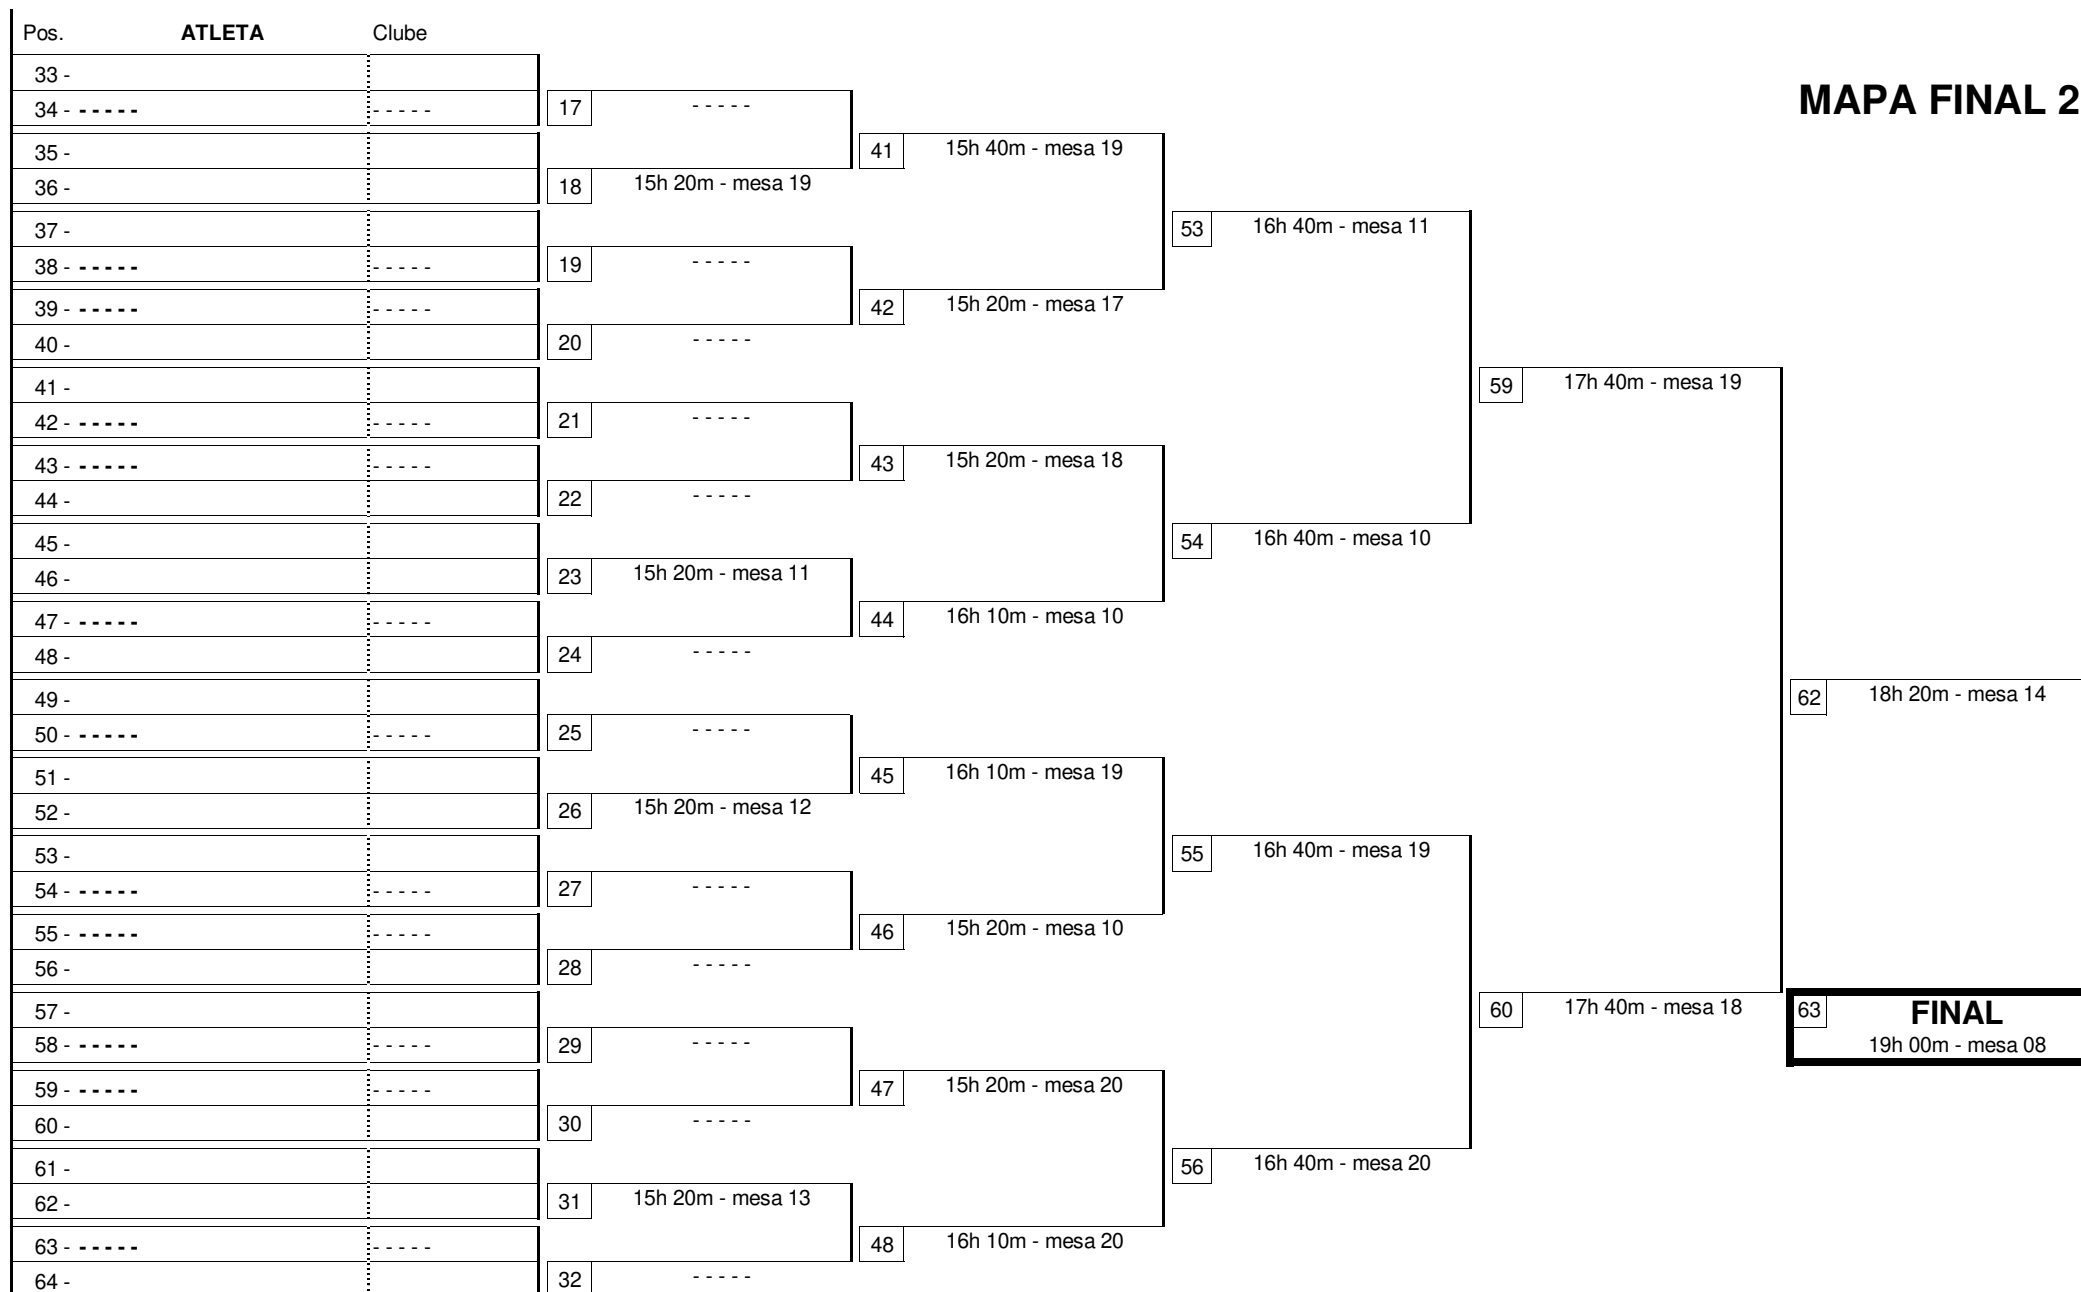 Pos. ATLETA Clube
MAPA FINAL 2
33 -
34 - - - - - - - - - - - 17 - - - - -
35 - 41 15h 40m - mesa 19
36 - 18 15h 20m - mesa 19
37 - 53 16h 40m - mesa 11
38 - - - - - - - - - - - 19 - - - - -
39 - - - - - - - - - - - 42 15h 20m - mesa 17
40 - 20 - - - - -
41 - 59 17h 40m - mesa 19
42 - - - - - - - - - - - 21 - - - - -
43 - - - - - - - - - - - 43 15h 20m - mesa 18
44 - 22 - - - - -
45 - 54 16h 40m - mesa 10
46 - 23 15h 20m - mesa 11
47 - - - - - - - - - - - 44 16h 10m - mesa 10
48 - 24 - - - - -
49 - 62 18h 20m - mesa 14
50 - - - - - - - - - - - 25 - - - - -
51 - 45 16h 10m - mesa 19
52 - 26 15h 20m - mesa 12
53 - 55 16h 40m - mesa 19
54 - - - - - - - - - - - 27 - - - - -
55 - - - - - - - - - - - 46 15h 20m - mesa 10
56 - 28 - - - - -
57 - 60 17h 40m - mesa 18 63 FINAL
58 - - - - - - - - - - - 29 - - - - - 19h 00m - mesa 08
59 - - - - - - - - - - - 47 15h 20m - mesa 20
60 - 30 - - - - -
61 - 56 16h 40m - mesa 20
62 - 31 15h 20m - mesa 13
63 - - - - - - - - - - - 48 16h 10m - mesa 20
64 - 32 - - - - -